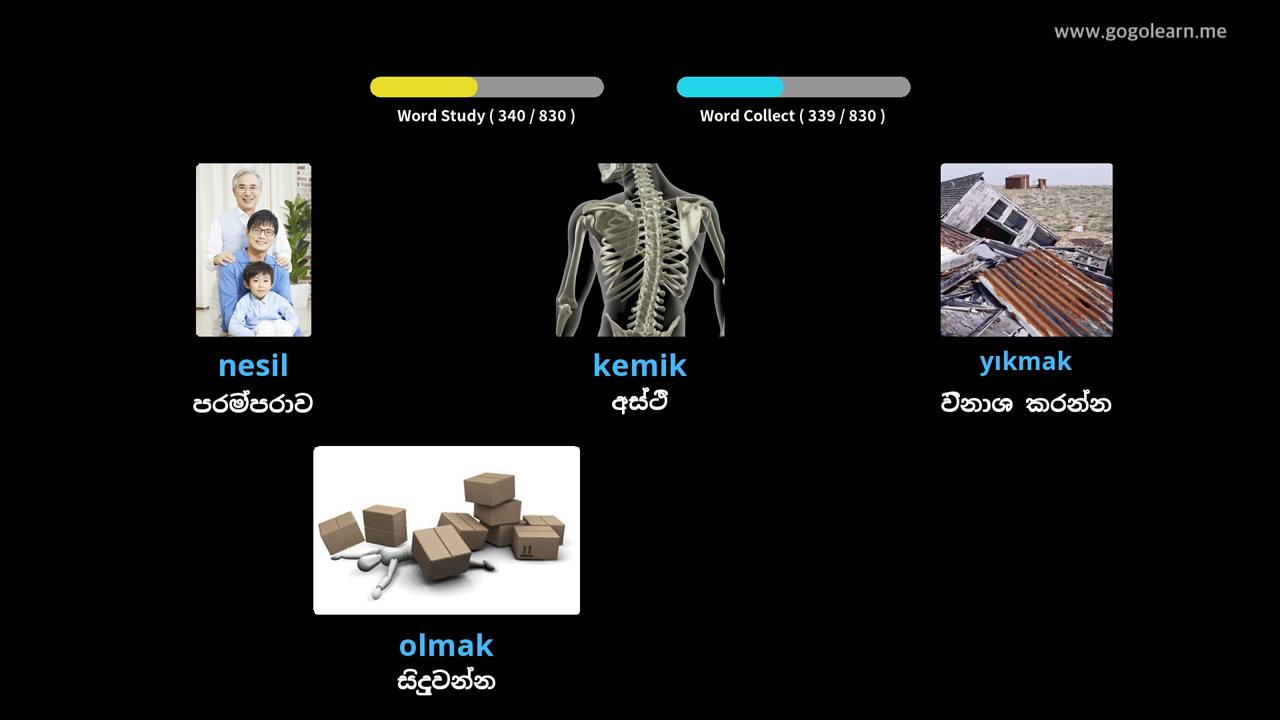 www.gogolearn.me
Word Study ( 340 / 830 )
Word Collect ( 339 / 830 )
nesil
පරම්පරාව
kemik
අස්ථි
yıkmak
විනාශ කරන්න
olmak
සිදුවන්න